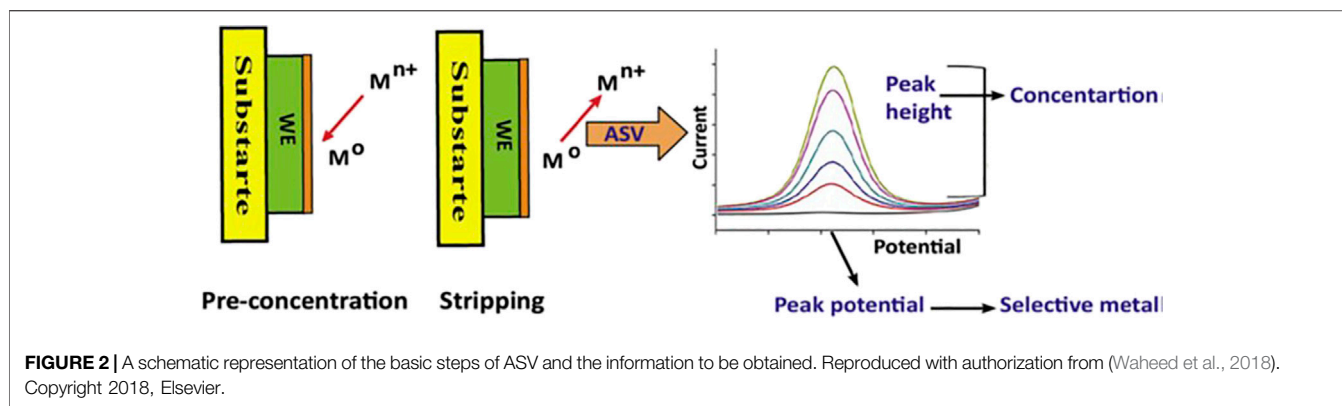 Substarte
WE
M^n+
M^o
Pre-concentration
Substarte
WE
M^n+
M^o
Stripping
ASV
Current
Potential
Peak
height
Concentartion
Peak potential
Selective metal
FIGURE 2 | A schematic representation of the basic steps of ASV and the information to be obtained. Reproduced with authorization from (Waheed et al., 2018).
Copyright 2018, Elsevier.